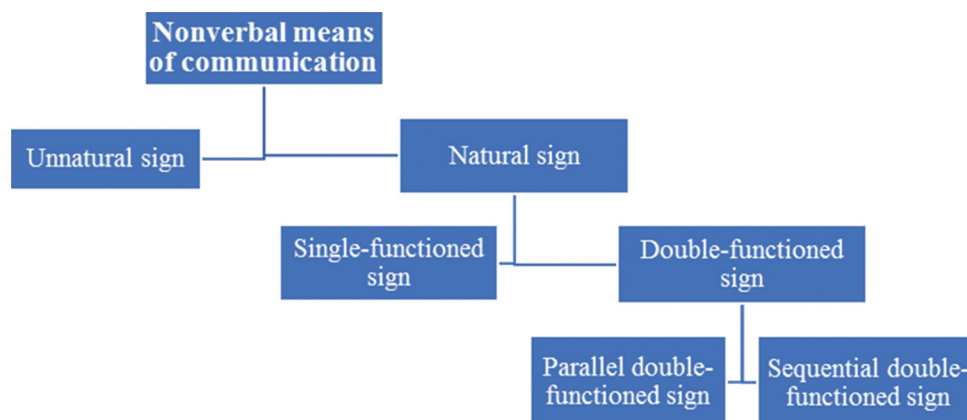 Nonverbal means
of communication
Unnatural sign
Natural sign
Single-functioned
sign
Double-functioned
sign
Parallel double-
functioned sign
Sequential double-
functioned sign